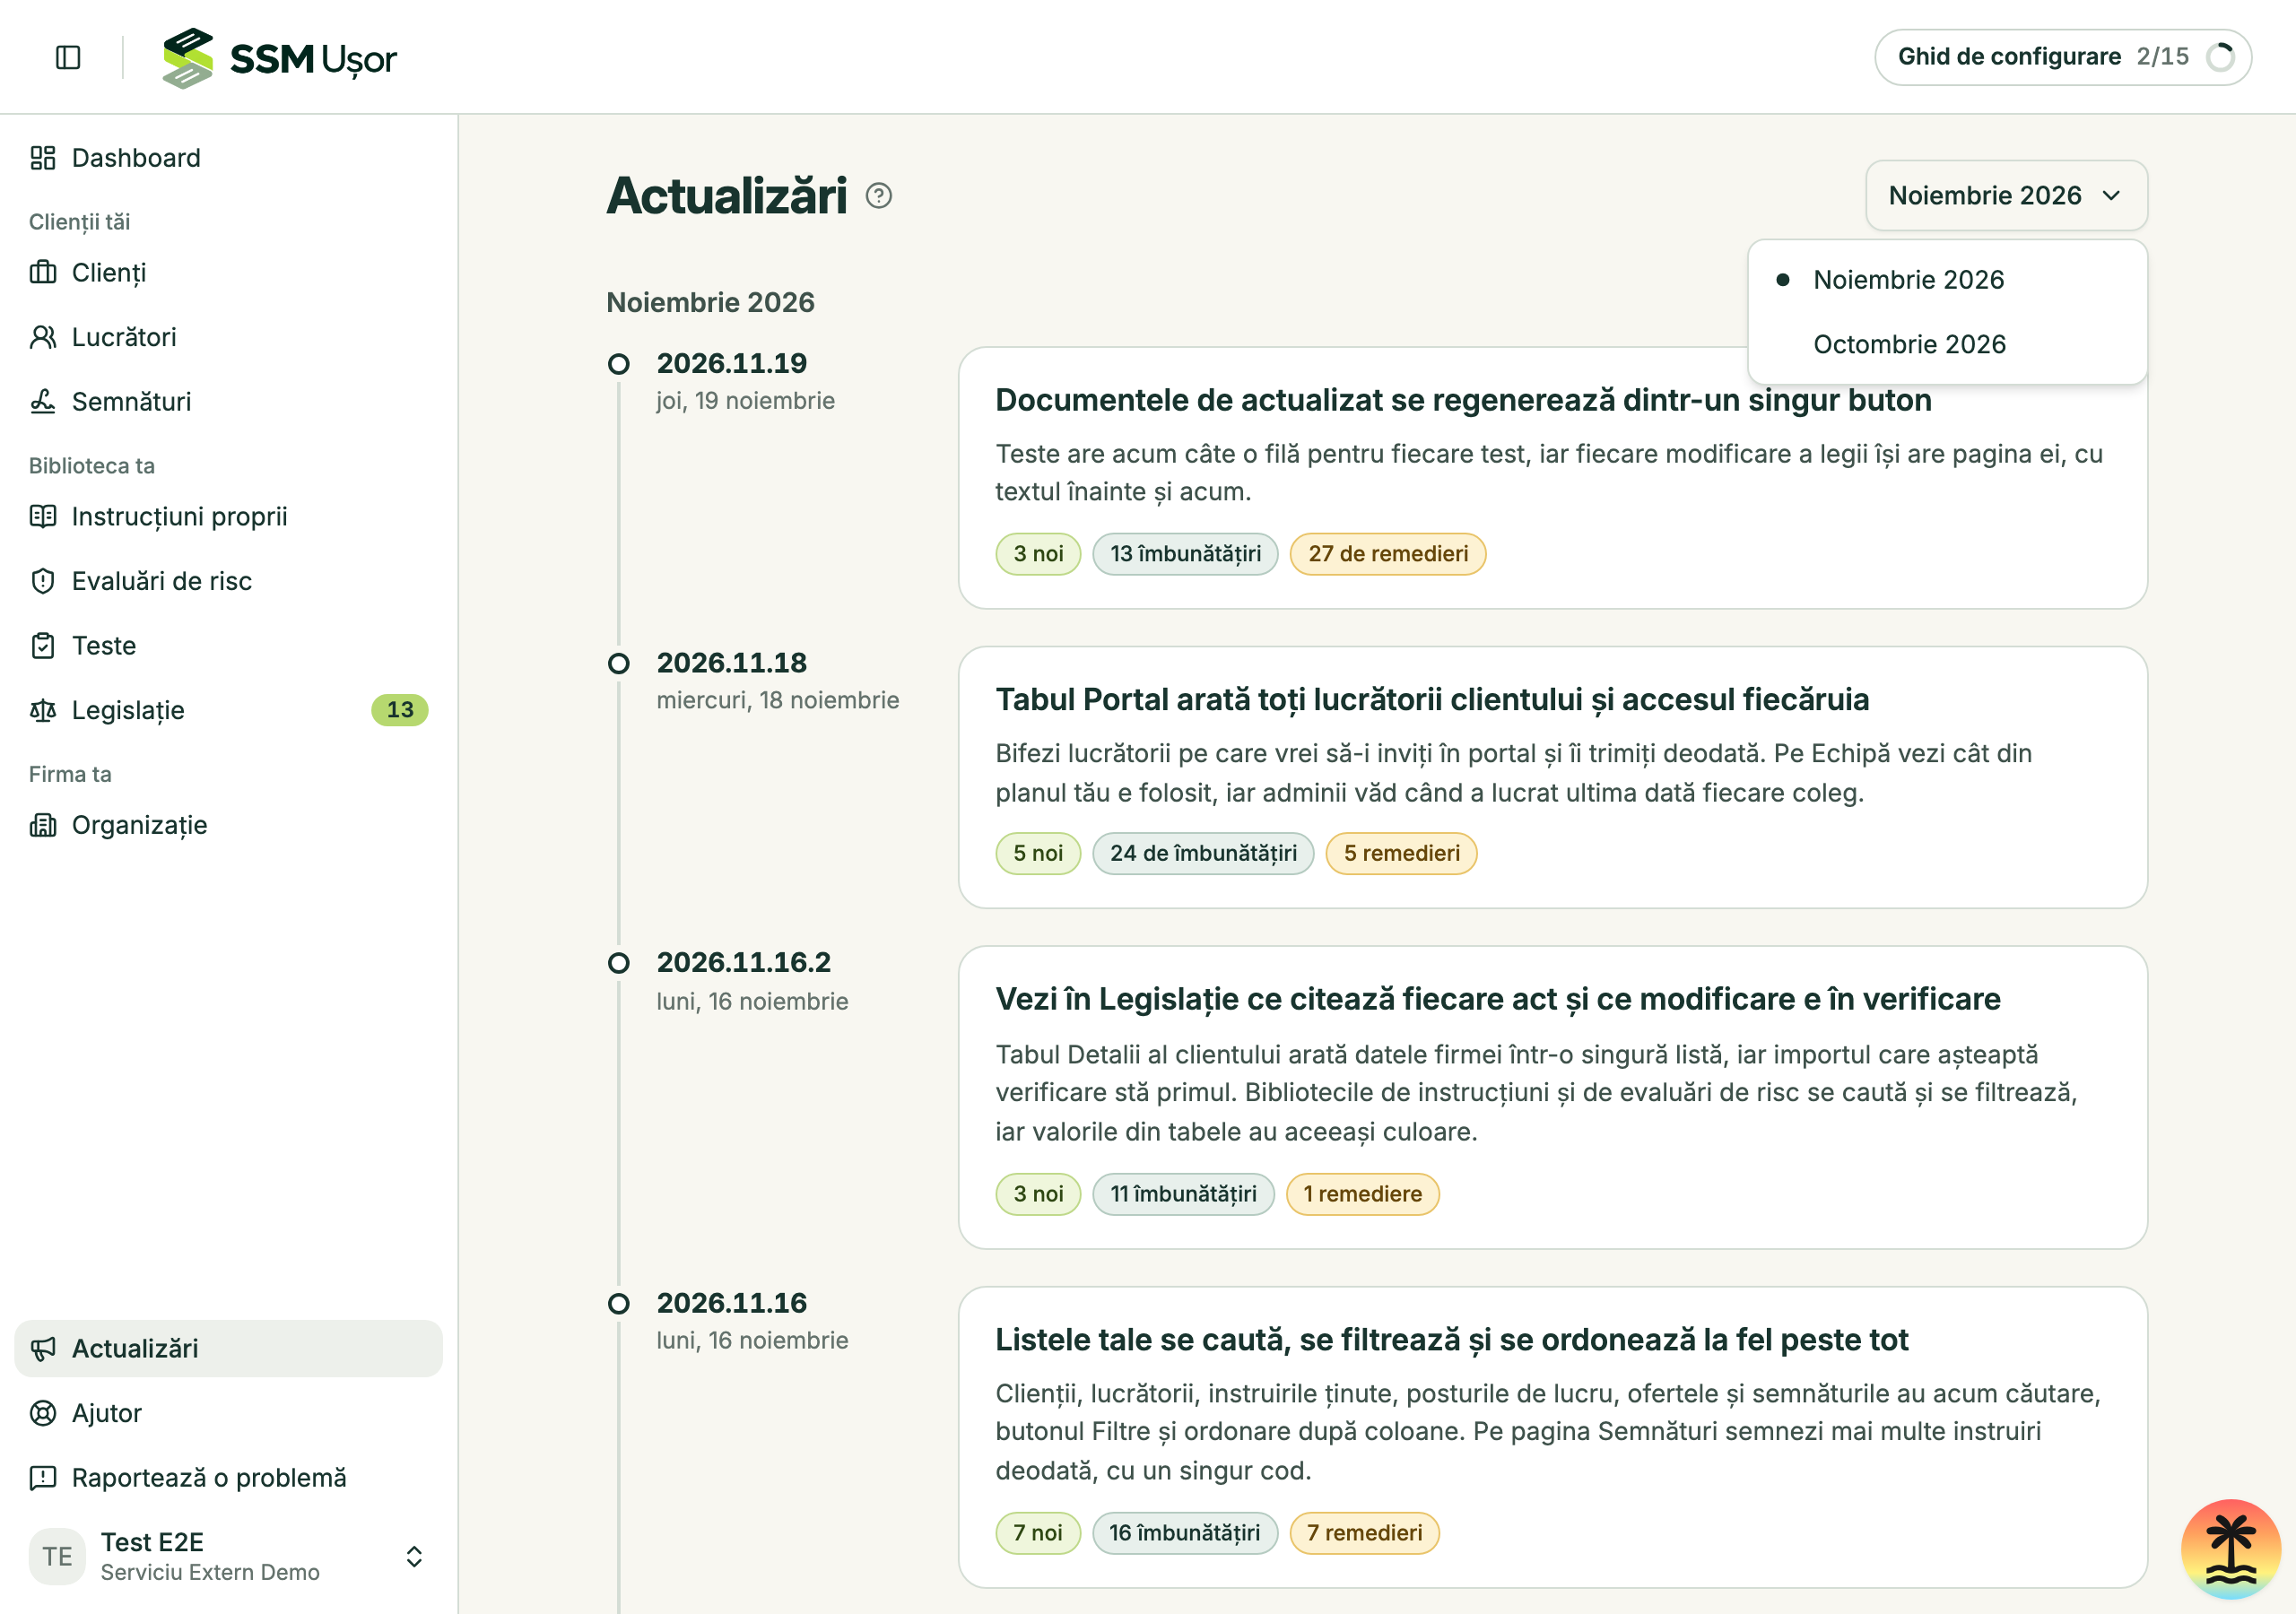 SSM Ușor
Ghid de configurare 2/15
Dashboard
Clienții tăi
Clienți
Lucrători
Semnături
Biblioteca ta
Instrucțiuni proprii
Evaluări de risc
Teste
Legislație 13
Firma ta
Organizație
Actualizări
Ajutor
Raportează o problemă
TE
Test E2E
Serviciu Extern Demo
Actualizări
Noiembrie 2026
Noiembrie 2026
Octombrie 2026
Noiembrie 2026
2026.11.19
joi, 19 noiembrie
Documentele de actualizat se regenerează dintr-un singur buton
Teste are acum câte o filă pentru fiecare test, iar fiecare modificare a legii își are pagina ei, cu
textul înainte și acum.
3 noi 13 îmbunătățiri 27 de remedieri
2026.11.18
miercuri, 18 noiembrie
Tabul Portal arată toți lucrătorii clientului și accesul fiecăruia
Bifezi lucrătorii pe care vrei să-i inviți în portal și îi trimiți deodată. Pe Echipă vezi cât din
planul tău e folosit, iar adminii văd când a lucrat ultima dată fiecare coleg.
5 noi 24 de îmbunătățiri 5 remedieri
2026.11.16.2
luni, 16 noiembrie
Vezi în Legislație ce citează fiecare act și ce modificare e în verificare
Tabul Detalii al clientului arată datele firmei într-o singură listă, iar importul care așteaptă
verificare stă primul. Bibliotecile de instrucțiuni și de evaluări de risc se caută și se filtrează,
iar valorile din tabele au aceeași culoare.
3 noi 11 îmbunătățiri 1 remediere
2026.11.16
luni, 16 noiembrie
Listele tale se caută, se filtrează și se ordonează la fel peste tot
Clienții, lucrătorii, instruirile ținute, posturile de lucru, ofertele și semnăturile au acum căutare,
butonul Filtre și ordonare după coloane. Pe pagina Semnături semnezi mai multe instruiri
deodată, cu un singur cod.
7 noi 16 îmbunătățiri 7 remedieri